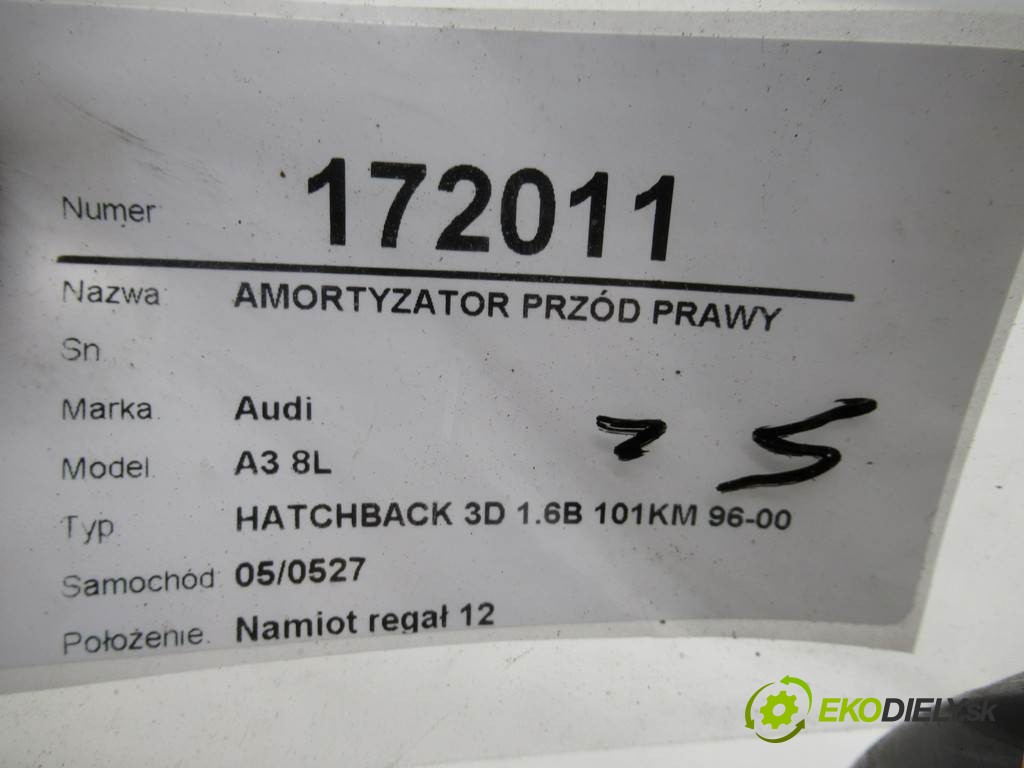 Numer 172011
Nazwa: AMORTYZATOR PRZÓD PRAWY
Sn
Marka Audi
Model A3 8L
Typ HATCHBACK 3D 1.6B 101KM 96-00
Samochód: 05/0527
Położenie. Namiot regał 12
EKODIELY.sk